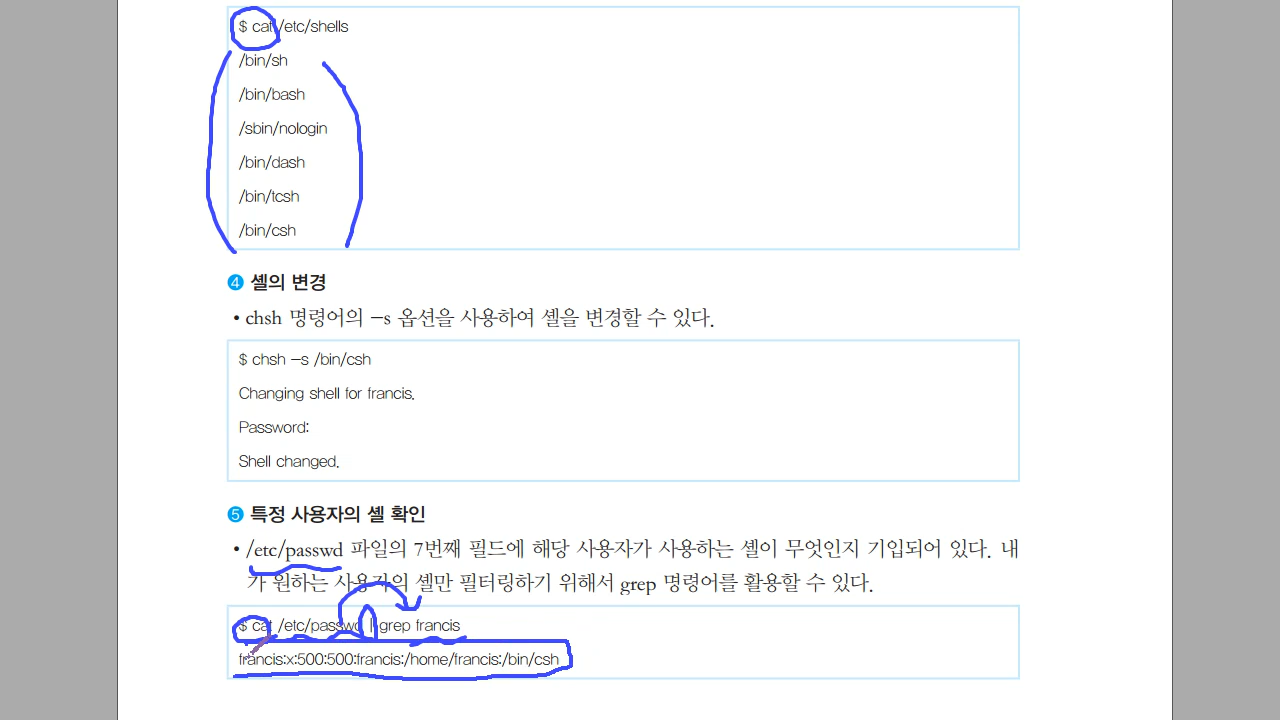 $ cat /etc/shells
/bin/sh
/bin/bash
/sbin/nologin
/bin/dash
/bin/tcsh
/bin/csh
❹ 셸의 변경
• chsh 명령어의 –s 옵션을 사용하여 셸을 변경할 수 있다.
$ chsh –s /bin/csh
Changing shell for francis.
Password:
Shell changed.
❺ 특정 사용자의 셸 확인
• /etc/passwd 파일의 7번째 필드에 해당 사용자가 사용하는 셸이 무엇인지 기입되어 있다. 내
가 원하는 사용자의 셸만 필터링하기 위해서 grep 명령어를 활용할 수 있다.
$ cat /etc/passwd | grep francis
francis:x:500:500:francis:/home/francis:/bin/csh